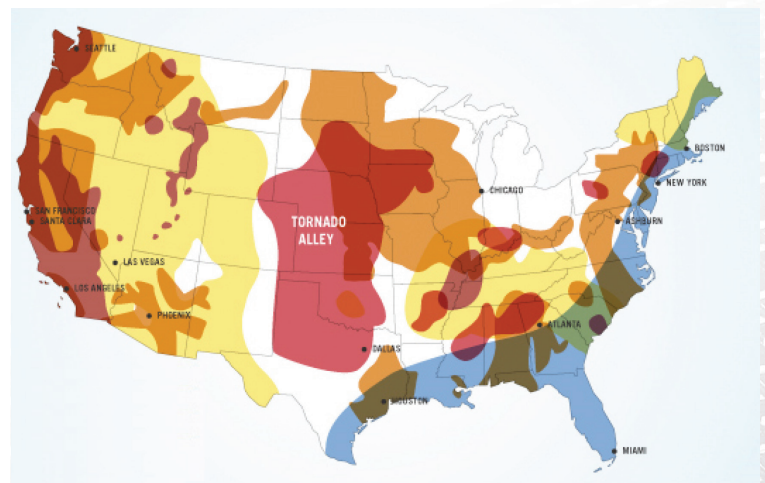 SEATTLE
BOSTON
CHICAGO
NEW YORK
SAN FRANCISCO
SANTA CLARA
TORNADO
ALLEY
ASHBURN
LAS VEGAS
LOS ANGELES
PHOENIX
ATLANTA
DALLAS
HOUSTON
MIAMI